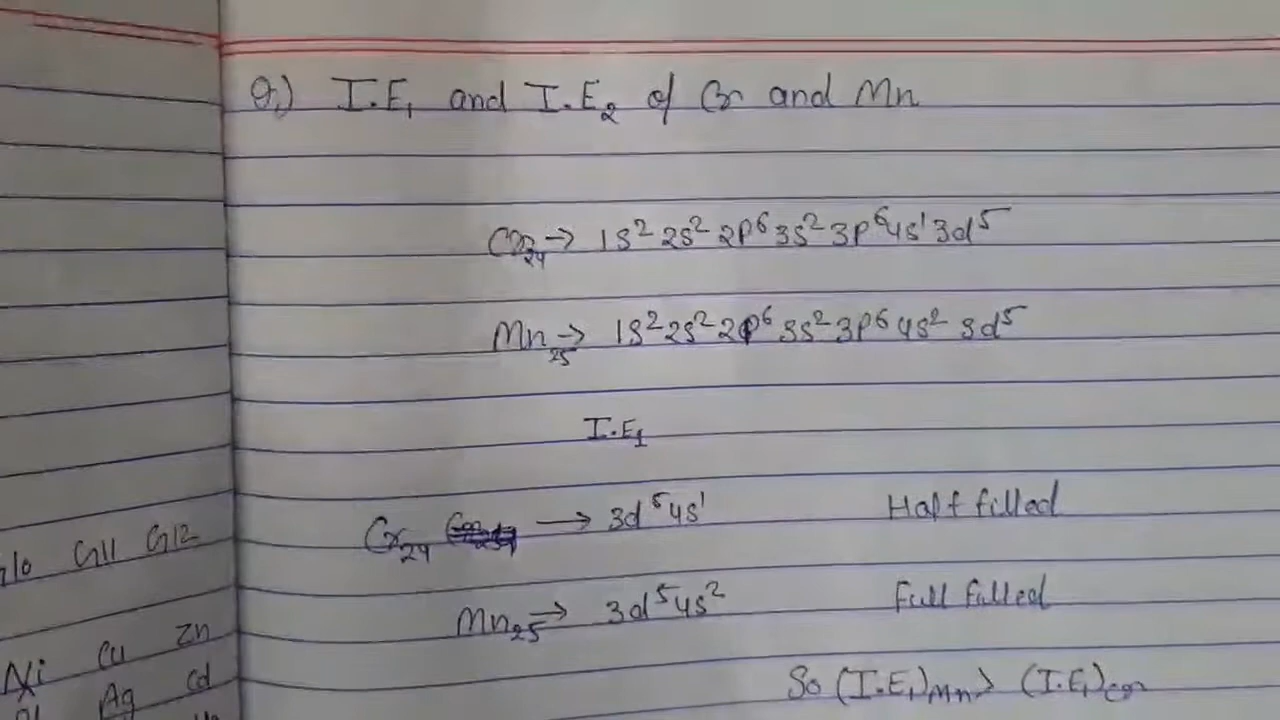 Q.) I.E₁ and I.E₂ of Cr and Mn
Cr₂₄ → 1s² 2s² 2p⁶ 3s² 3p⁶ 4s¹ 3d⁵
Mn₂₅ → 1s² 2s² 2p⁶ 3s² 3p⁶ 4s² 3d⁵
I.E₁
Cr₂₄ → 3d⁵ 4s¹ Half filled
Mn₂₅ → 3d⁵ 4s² Full filled
So (I.E₁)Mn > (I.E₁)Cr
G11 G12
Ni Cu Zn
Ag Cd